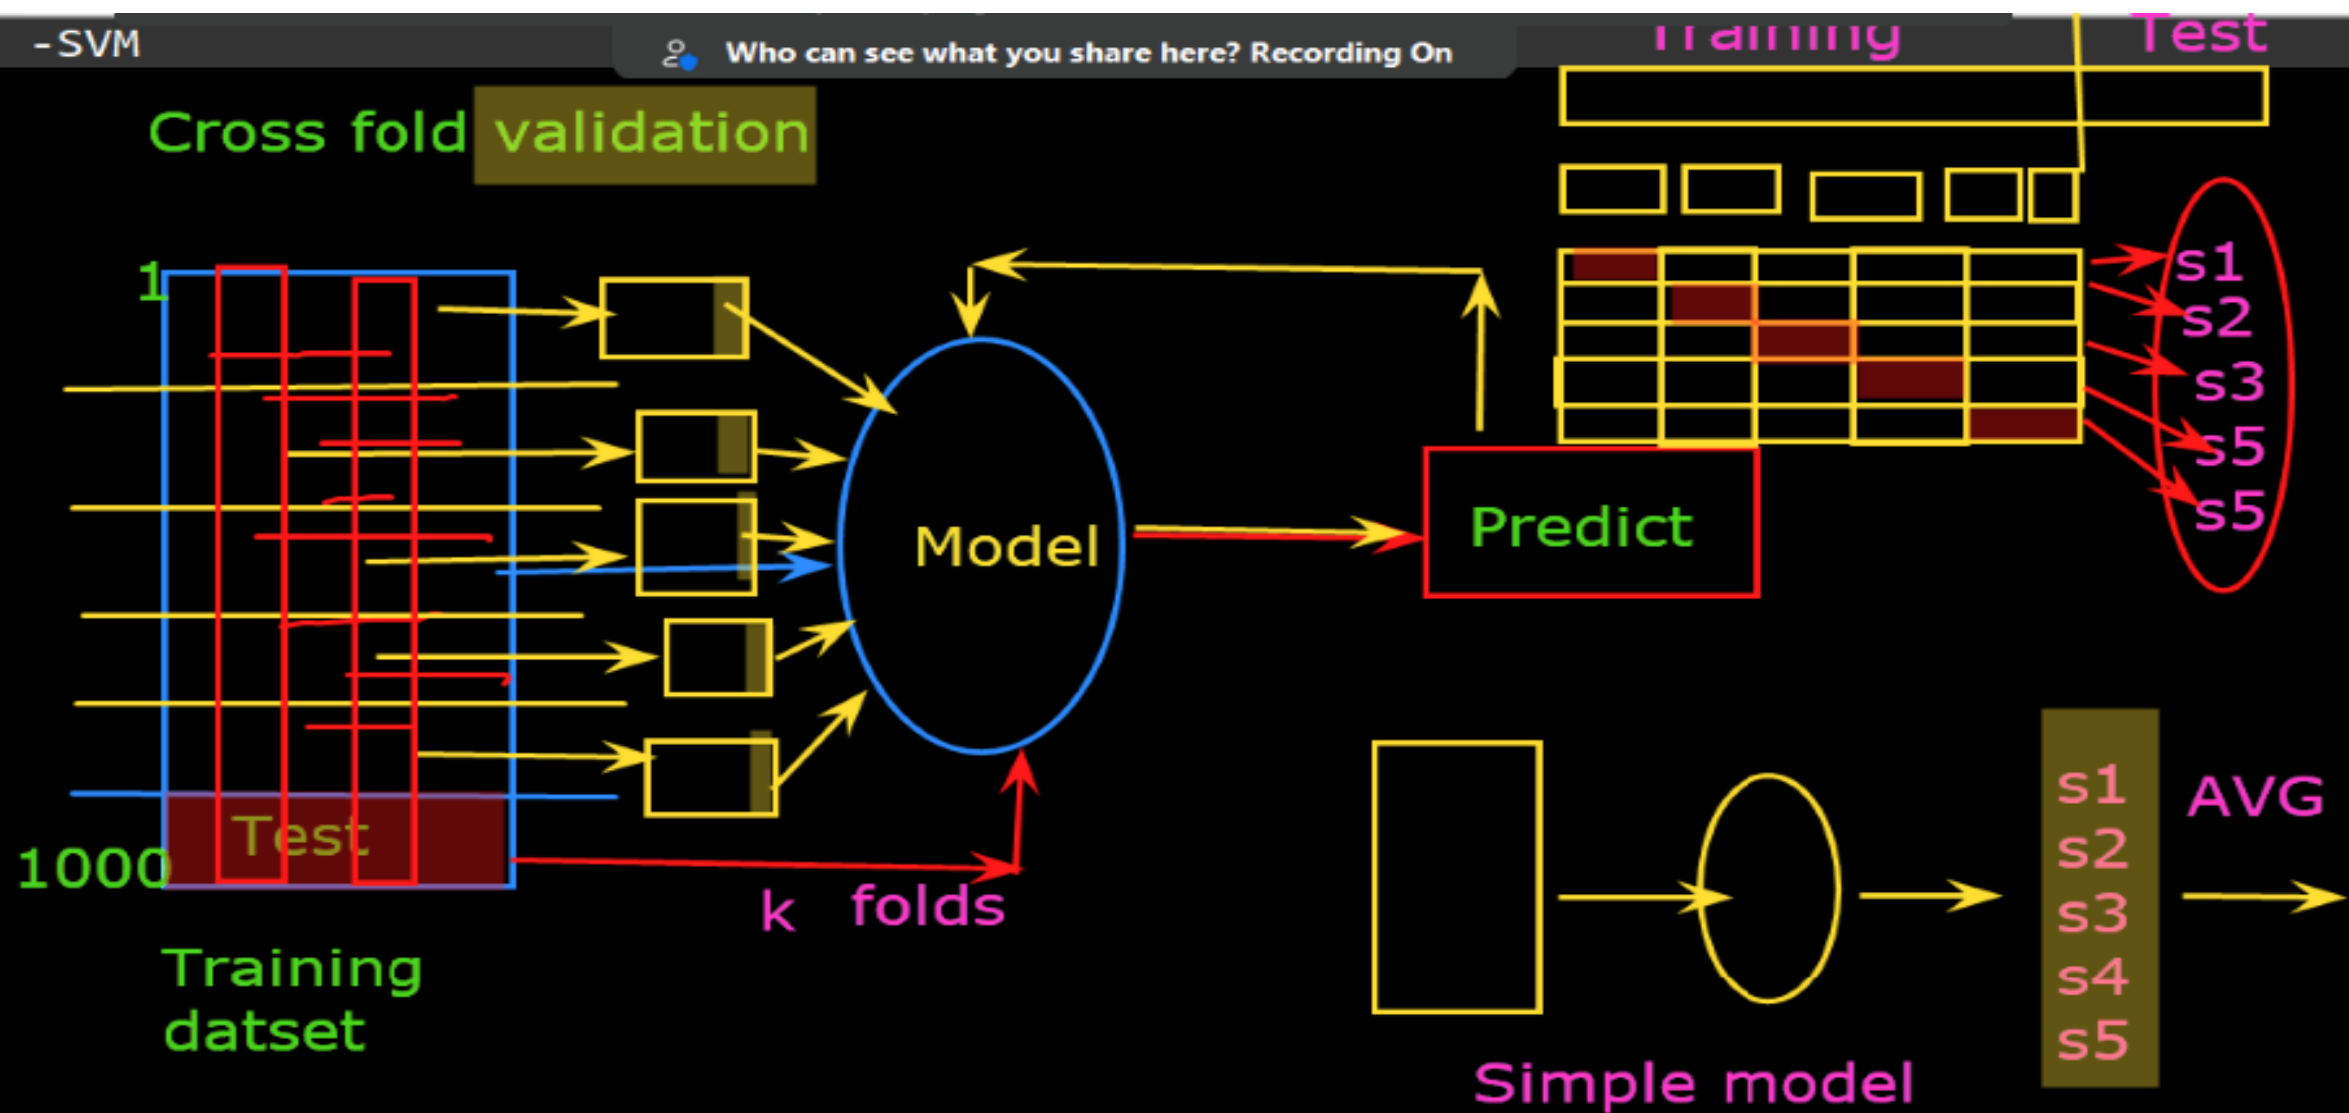 -SVM
Who can see what you share here? Recording On
Training
Test
Cross fold validation
1
s1
s2
s3
s5
s5
Model
Predict
Test
1000
k folds
Training
datset
s1
s2
s3
s4
s5
AVG
Simple model